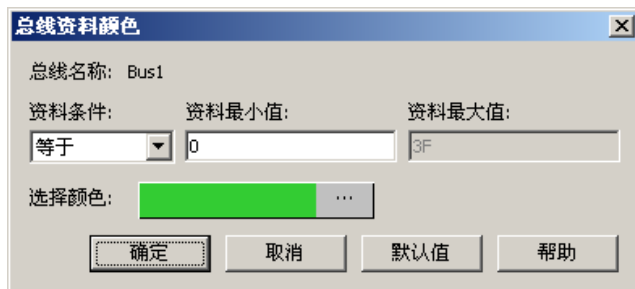 总线资料颜色
总线名称: Bus1
资料条件: 资料最小值: 资料最大值:
等于 0 3F
选择颜色: ...
确定 取消 默认值 帮助